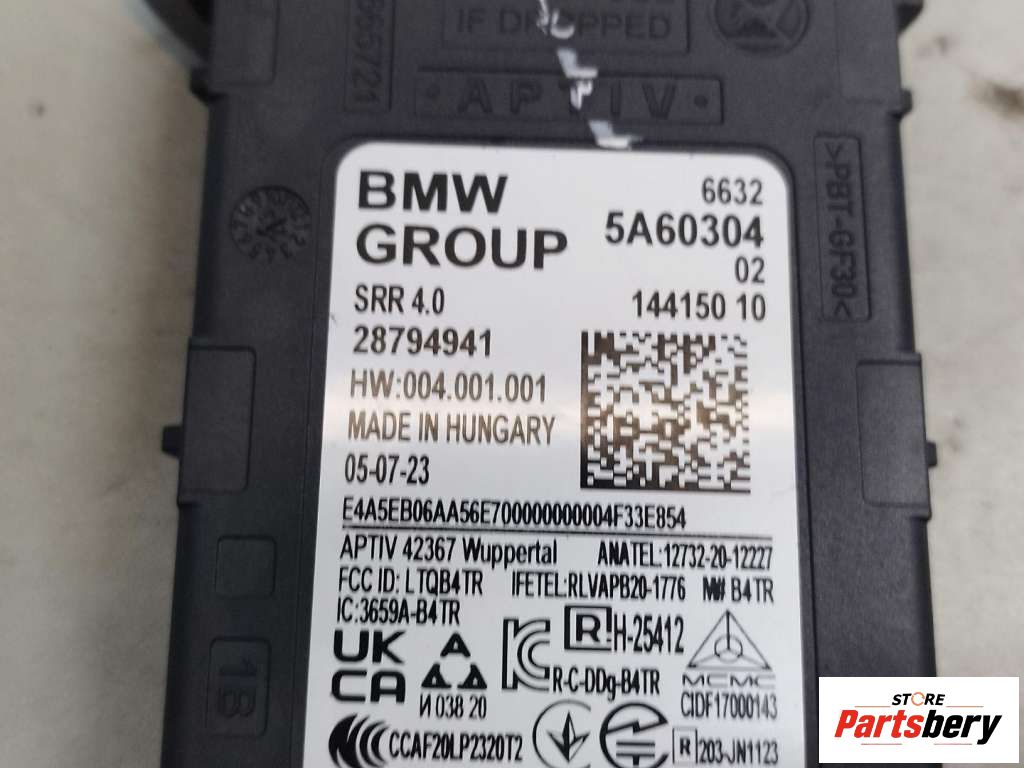 IF DROPPED
· APTIV ·
>PBT-GF30<
BMW
GROUP
6632
5A60304
02
144150 10
SRR 4.0
28794941
HW:004.001.001
MADE IN HUNGARY
05-07-23
E4A5EB06AA56E700000000004F33E854
APTIV 42367 Wuppertal
ANATEL:12732-20-12227
FCC ID: LTQB4TR
IFETEL:RLVAPB20-1776
M# B4TR
IC:3659A-B4TR
R H-25412
UK
CA
R-C-DDg-B4TR
MCMC
CIDF17000143
И 038 20
CCAF20LP2320T2
R 203-JN1123
1B
STORE
Partsbery